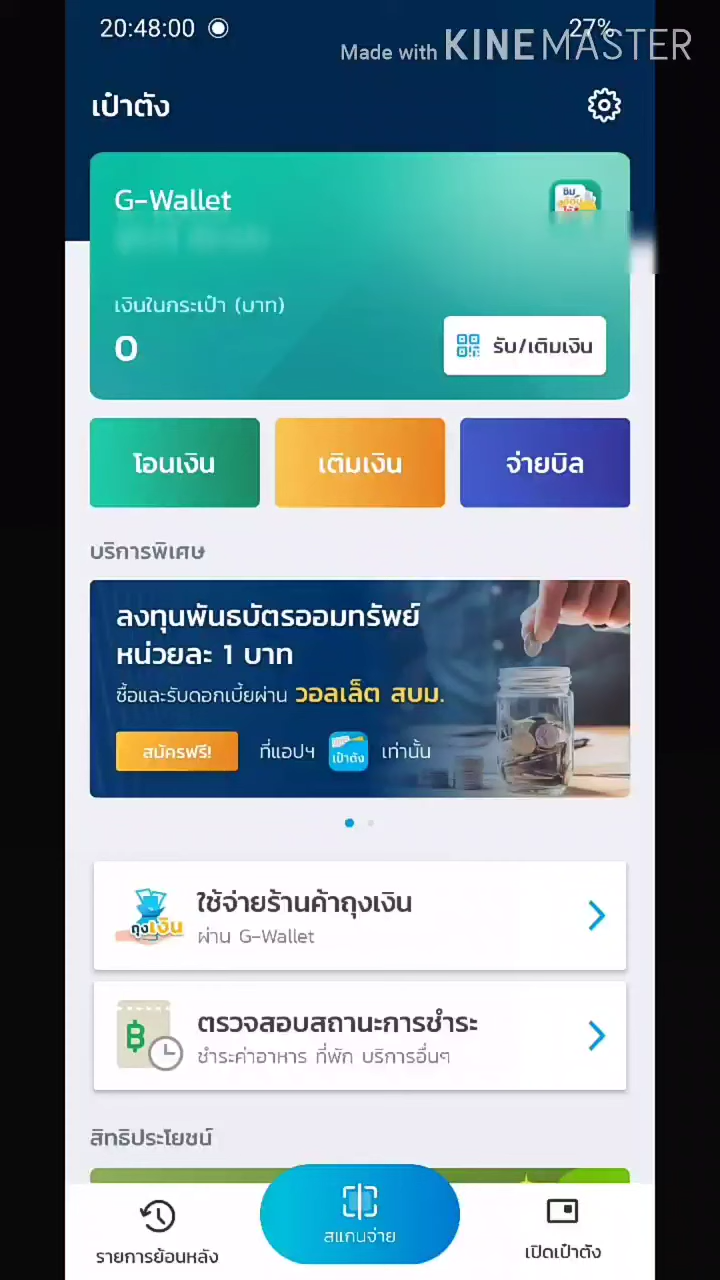 20:48:00
27%
Made with KINEMASTER
เป๋าตัง
G-Wallet
ชิม
เงินในกระเป๋า (บาท)
0
รับ/เติมเงิน
โอนเงิน
เติมเงิน
จ่ายบิล
บริการพิเศษ
ลงทุนพันธบัตรออมทรัพย์
หน่วยละ 1 บาท
ซื้อและรับดอกเบี้ยผ่าน วอลเล็ต สบม.
สมัครฟรี! ที่แอปฯ เป๋าตัง เท่านั้น
ถุงเงิน
ใช้จ่ายร้านค้าถุงเงิน
ผ่าน G-Wallet
฿
ตรวจสอบสถานะการชำระ
ชำระค่าอาหาร ที่พัก บริการอื่นๆ
สิทธิประโยชน์
รายการย้อนหลัง
สแกนจ่าย
เปิดเป๋าตัง